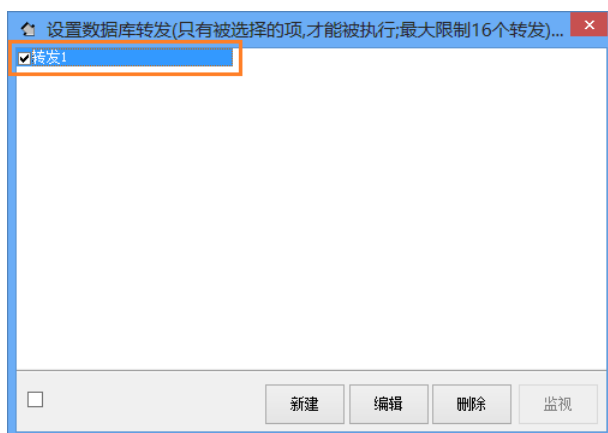 设置数据库转发(只有被选择的项,才能被执行;最大限制16个转发)...
转发1
新建
编辑
删除
监视